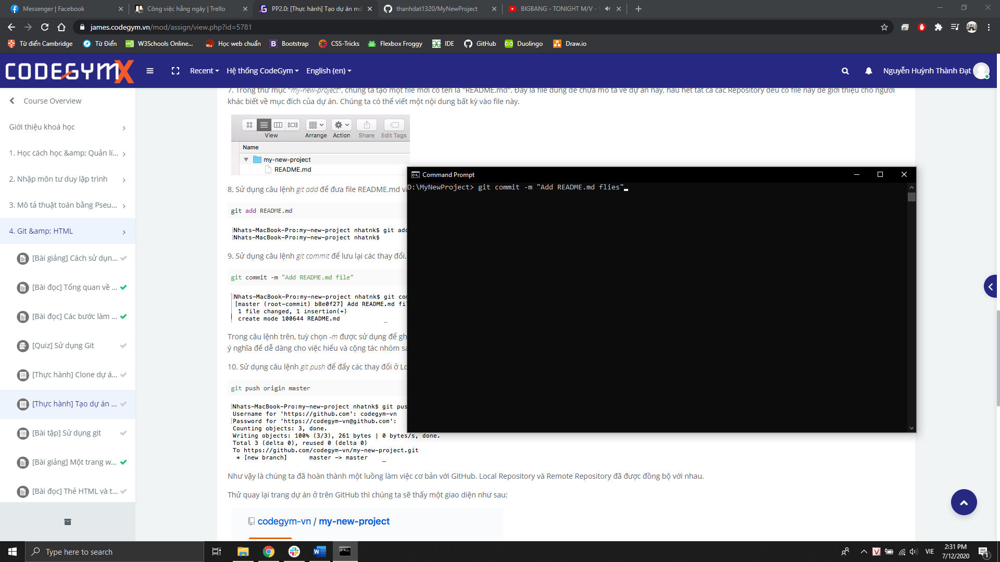 Messenger | Facebook
Công việc hằng ngày | Trello
PP2.0: [Thực hành] Tạo dự án mớ
thanhdat1320/MyNewProject
BIGBANG - TONIGHT M/V -
james.codegym.vn/mod/assign/view.php?id=5781
Từ điển Cambridge
Từ Điển
W3Schools Online...
Học web chuẩn
Bootstrap
CSS-Tricks
Flexbox Froggy
IDE
GitHub
Duolingo
Draw.io
CODEGYMX
Recent
Hệ thống CodeGym
English (en)
Nguyễn Huỳnh Thành Đạt
Course Overview
Giới thiệu khoá học
1. Học cách học &amp; Quản lí...
2. Nhập môn tư duy lập trình
3. Mô tả thuật toán bằng Pseu...
4. Git &amp; HTML
[Bài giảng] Cách sử dụn...
[Bài đọc] Tổng quan về ...
[Bài đọc] Các bước làm ...
[Quiz] Sử dụng Git
[Thực hành] Clone dự á...
[Thực hành] Tạo dự án ...
[Bài tập] Sử dụng git
[Bài giảng] Một trang w...
[Bài đọc] Thẻ HTML và t...
7. Trong thư mục "my-new-project", chúng ta tạo một file mới có tên là "README.md". Đây là file dùng để chứa mô tả về dự án này, hầu hết tất cả các Repository đều có file này để giới thiệu cho người
khác biết về mục đích của dự án. Chúng ta có thể viết một nội dung bất kỳ vào file này.
View
Arrange
Action
Share
Edit Tags
Name
my-new-project
README.md
8. Sử dụng câu lệnh git add để đưa file README.md và
git add README.md
[Nhats-MacBook-Pro:my-new-project nhatnk$ git add
[Nhats-MacBook-Pro:my-new-project nhatnk$
9. Sử dụng câu lệnh git commit để lưu lại các thay đổi.
git commit -m "Add README.md file"
[Nhats-MacBook-Pro:my-new-project nhatnk$ git com
[master (root-commit) b8e0f27] Add README.md fil
1 file changed, 1 insertion(+)
create mode 100644 README.md
Trong câu lệnh trên, tuỳ chọn -m được sử dụng để gh
ý nghĩa để dễ dàng cho việc hiểu và cộng tác nhóm sa
10. Sử dụng câu lệnh git push để đẩy các thay đổi ở Lo
git push origin master
[Nhats-MacBook-Pro:my-new-project nhatnk$ git pus
Username for 'https://github.com': codegym-vn
[Password for 'https://codegym-vn@github.com':
Counting objects: 3, done.
Writing objects: 100% (3/3), 261 bytes | 0 bytes/s, done.
Total 3 (delta 0), reused 0 (delta 0)
To https://github.com/codegym-vn/my-new-project.git
* [new branch]      master -> master
Như vậy là chúng ta đã hoàn thành một luồng làm việc cơ bản với GitHub. Local Repository và Remote Repository đã được đồng bộ với nhau.
Thử quay lại trang dự án ở trên GitHub thì chúng ta sẽ thấy một giao diện như sau:
codegym-vn / my-new-project
Command Prompt
D:\MyNewProject> git commit -m "Add README.md flies"
Type here to search
VIE
2:31 PM
7/12/2020
1